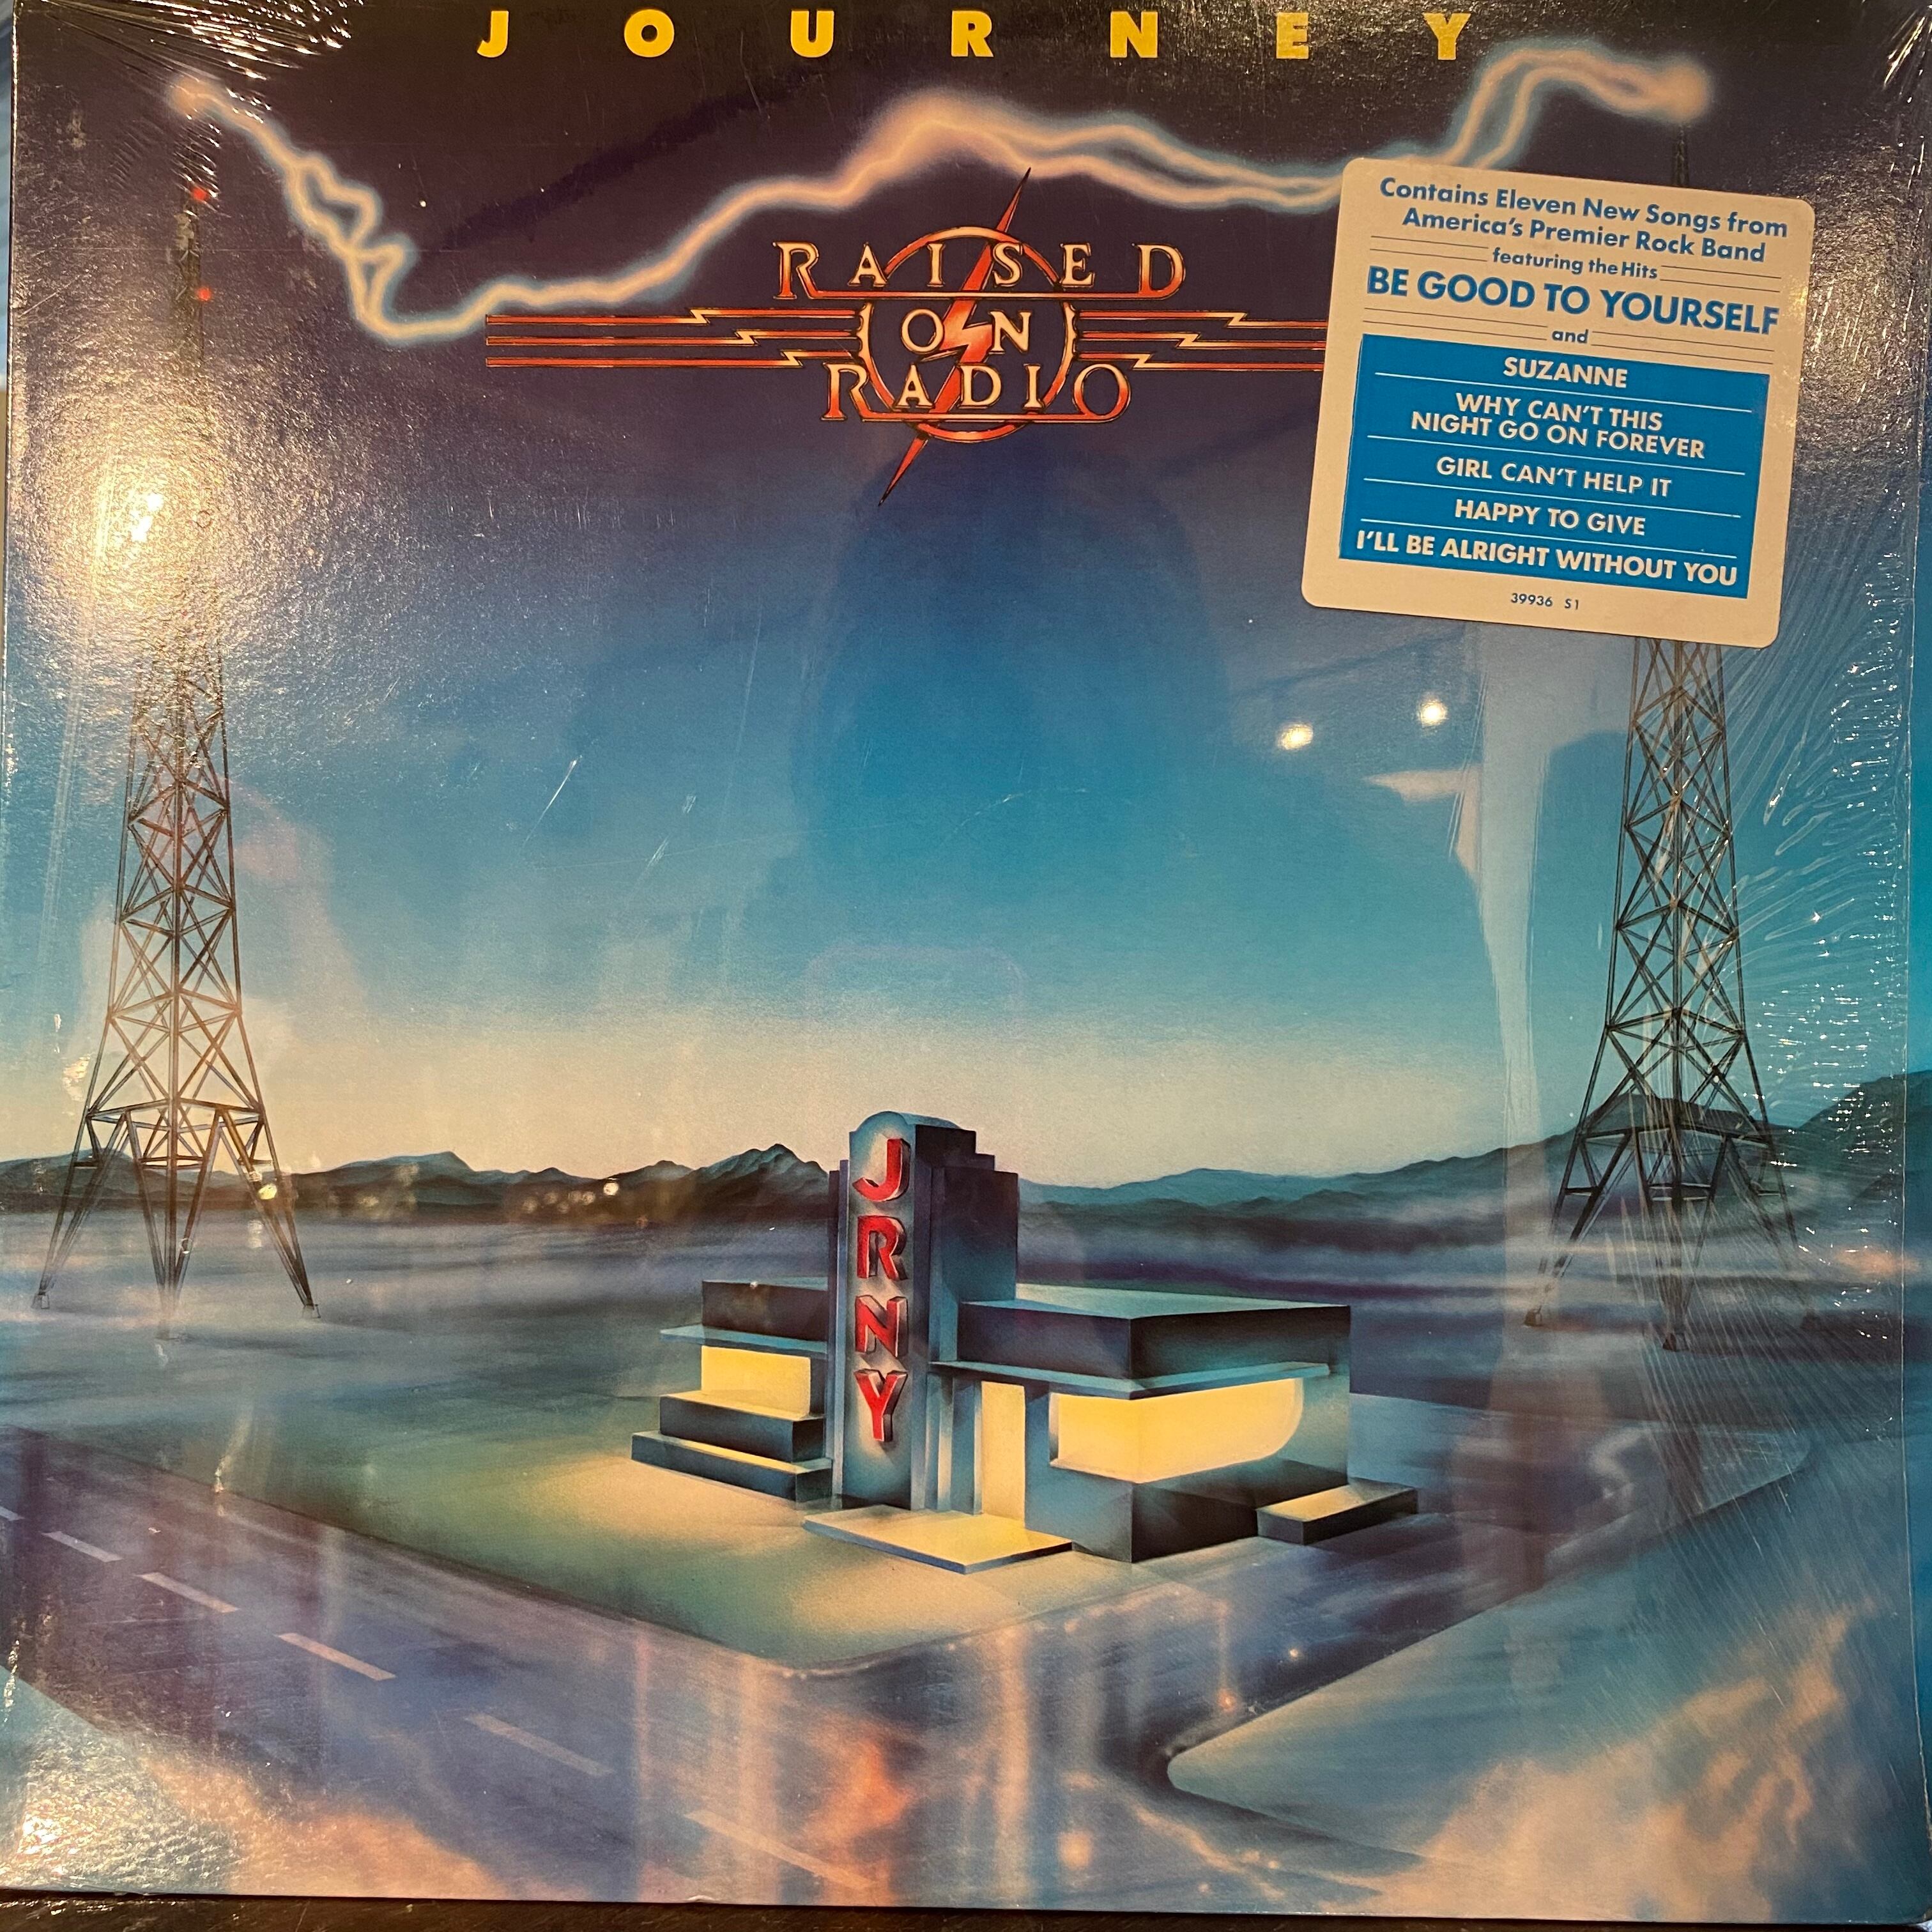 JOURNEY
RAISED
ON
RADIO
Contains Eleven New Songs from
America's Premier Rock Band
featuring the Hits
BE GOOD TO YOURSELF
and
SUZANNE
WHY CAN'T THIS
NIGHT GO ON FOREVER
GIRL CAN'T HELP IT
HAPPY TO GIVE
I'LL BE ALRIGHT WITHOUT YOU
39936 S1
JRNY